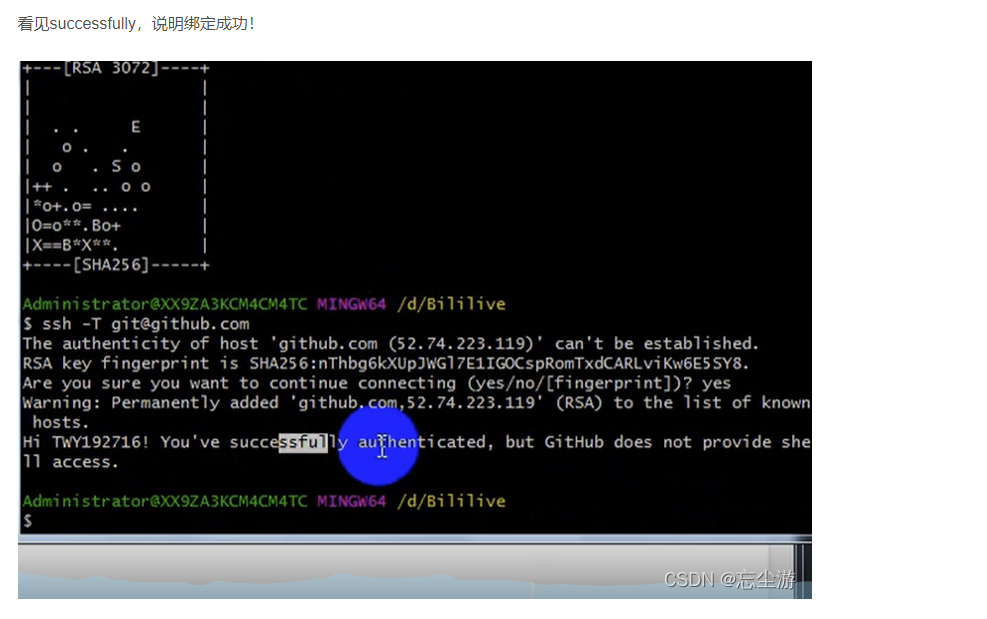 看见successfully，说明绑定成功！
+---[RSA 3072]----+
|                 |
|                 |
|  . .     E      |
|   o .   .       |
|  o   . S o      |
|++ .  .. o o     |
|*o+.o= ....      |
|O=o**.Bo+        |
|X==B*X**.        |
+----[SHA256]-----+
Administrator@XX9ZA3KCM4CM4TC MINGW64 /d/Bililive
$ ssh -T git@github.com
The authenticity of host 'github.com (52.74.223.119)' can't be established.
RSA key fingerprint is SHA256:nThbg6kXUpJWGl7E1IGOCspRomTxdCARLviKw6E5SY8.
Are you sure you want to continue connecting (yes/no/[fingerprint])? yes
Warning: Permanently added 'github.com,52.74.223.119' (RSA) to the list of known
 hosts.
Hi TWY192716! You've successfully authenticated, but GitHub does not provide she
ll access.
Administrator@XX9ZA3KCM4CM4TC MINGW64 /d/Bililive
$
CSDN @忘尘游